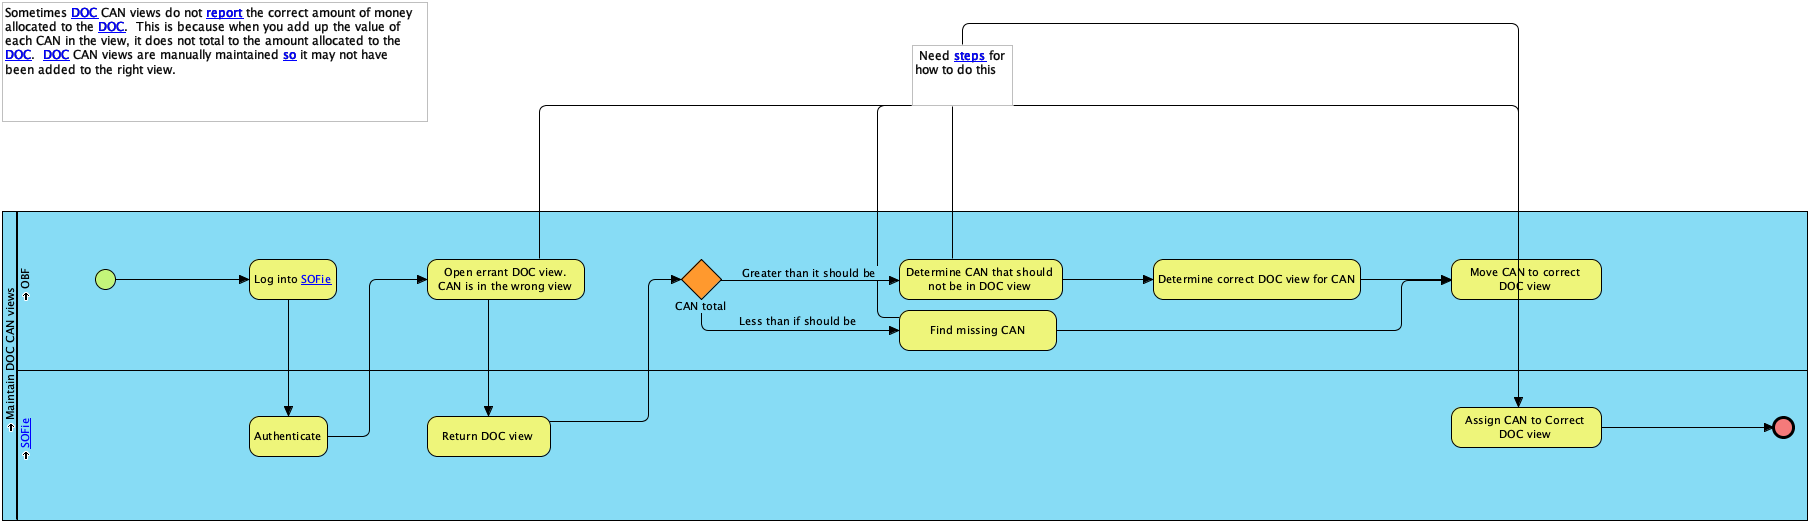 Sometimes DOC CAN views do not report the correct amount of money
allocated to the DOC.  This is because when you add up the value of
each CAN in the view, it does not total to the amount allocated to the
DOC.  DOC CAN views are manually maintained so it may not have
been added to the right view.
Need steps for
how to do this
Maintain DOC CAN views
OBF
Log into SOFie
Open errant DOC view.
CAN is in the wrong view
CAN total
Greater than it should be
Less than if should be
Determine CAN that should
not be in DOC view
Determine correct DOC view for CAN
Move CAN to correct
DOC view
Find missing CAN
SOFie
Authenticate
Return DOC view
Assign CAN to Correct
DOC view